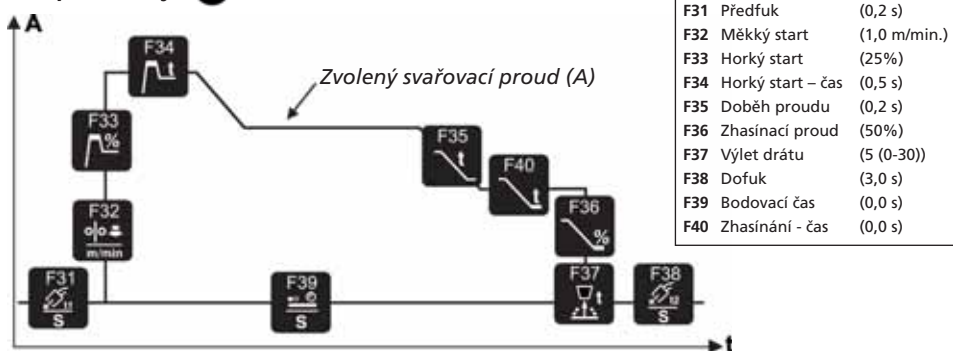 A
F34
t
Zvolený svařovací proud (A)
F33
%
F35
t
F40
t
F32
m/min
F36
%
F31
t1
S
F39
S
F37
t
F38
t2
S
t
F31 Předfuk (0,2 s)
F32 Měkký start (1,0 m/min.)
F33 Horký start (25%)
F34 Horký start – čas (0,5 s)
F35 Doběh proudu (0,2 s)
F36 Zhasínací proud (50%)
F37 Výlet drátu (5 (0-30))
F38 Dofuk (3,0 s)
F39 Bodovací čas (0,0 s)
F40 Zhasínání - čas (0,0 s)